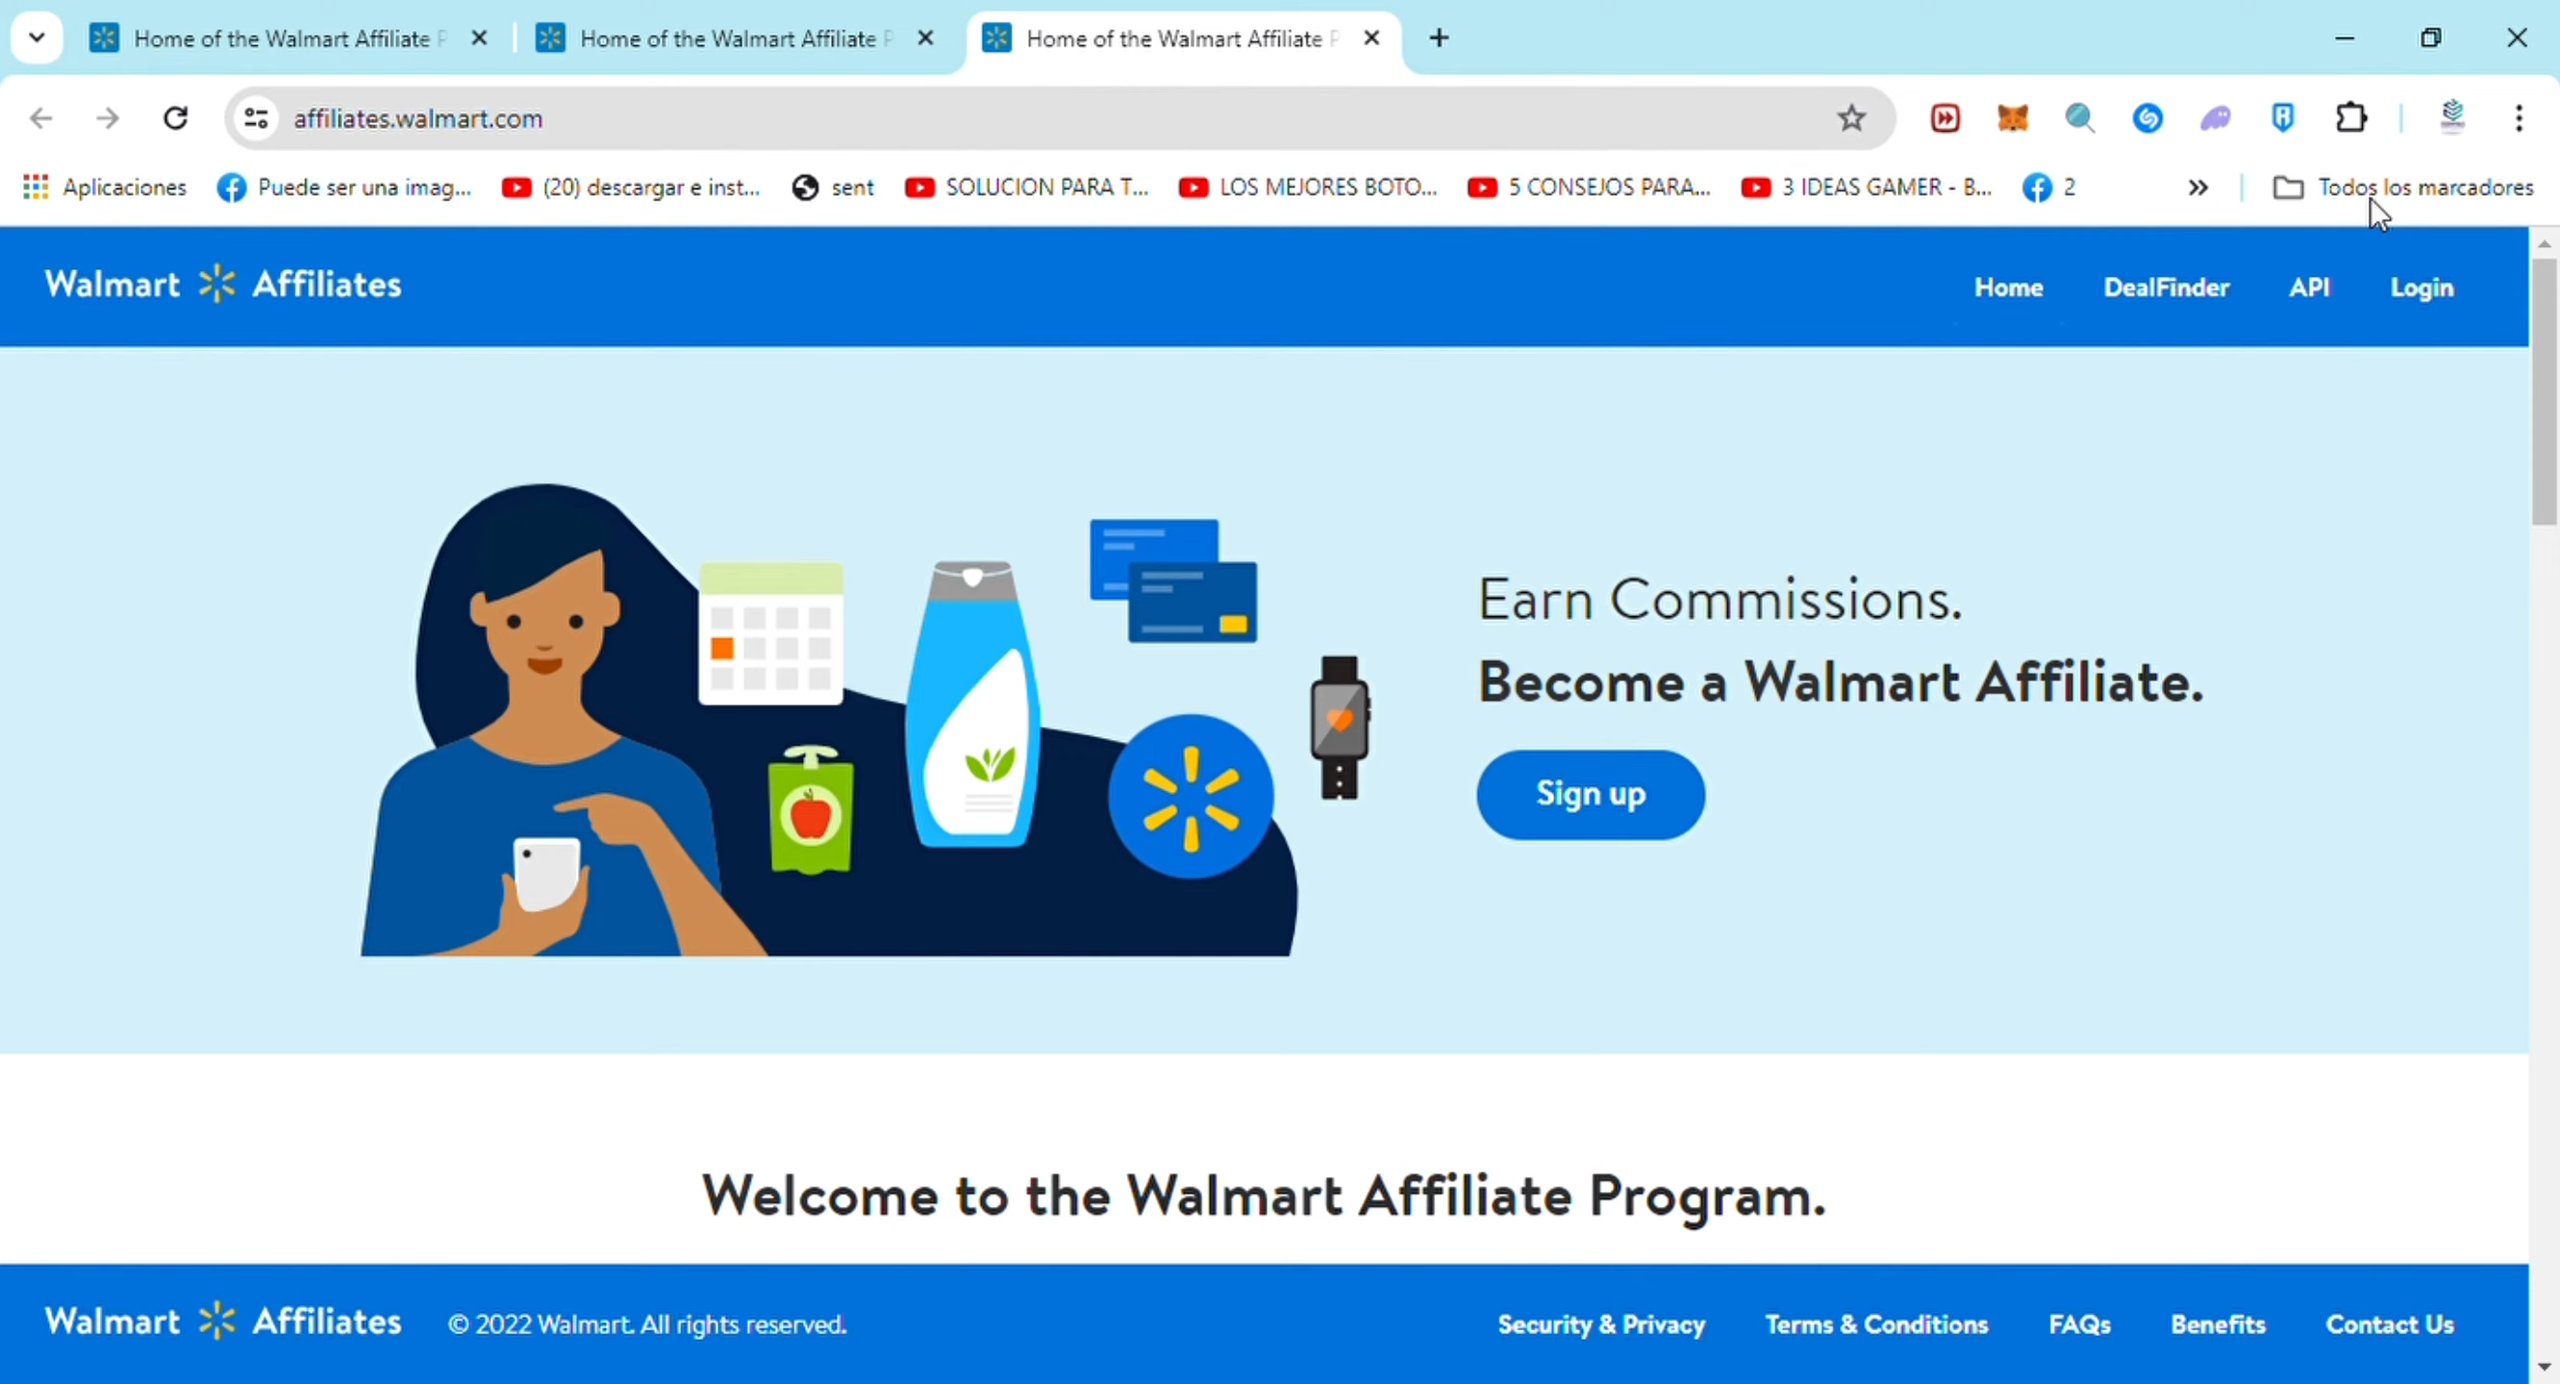 Home of the Walmart Affiliate P
Home of the Walmart Affiliate P
Home of the Walmart Affiliate P
affiliates.walmart.com
Aplicaciones
Puede ser una imag...
(20) descargar e inst...
sent
SOLUCION PARA T...
LOS MEJORES BOTO...
5 CONSEJOS PARA...
3 IDEAS GAMER - B...
2
Todos los marcadores
Walmart Affiliates
Home
DealFinder
API
Login
Earn Commissions.
Become a Walmart Affiliate.
Sign up
Welcome to the Walmart Affiliate Program.
Walmart Affiliates
© 2022 Walmart. All rights reserved.
Security & Privacy
Terms & Conditions
FAQs
Benefits
Contact Us